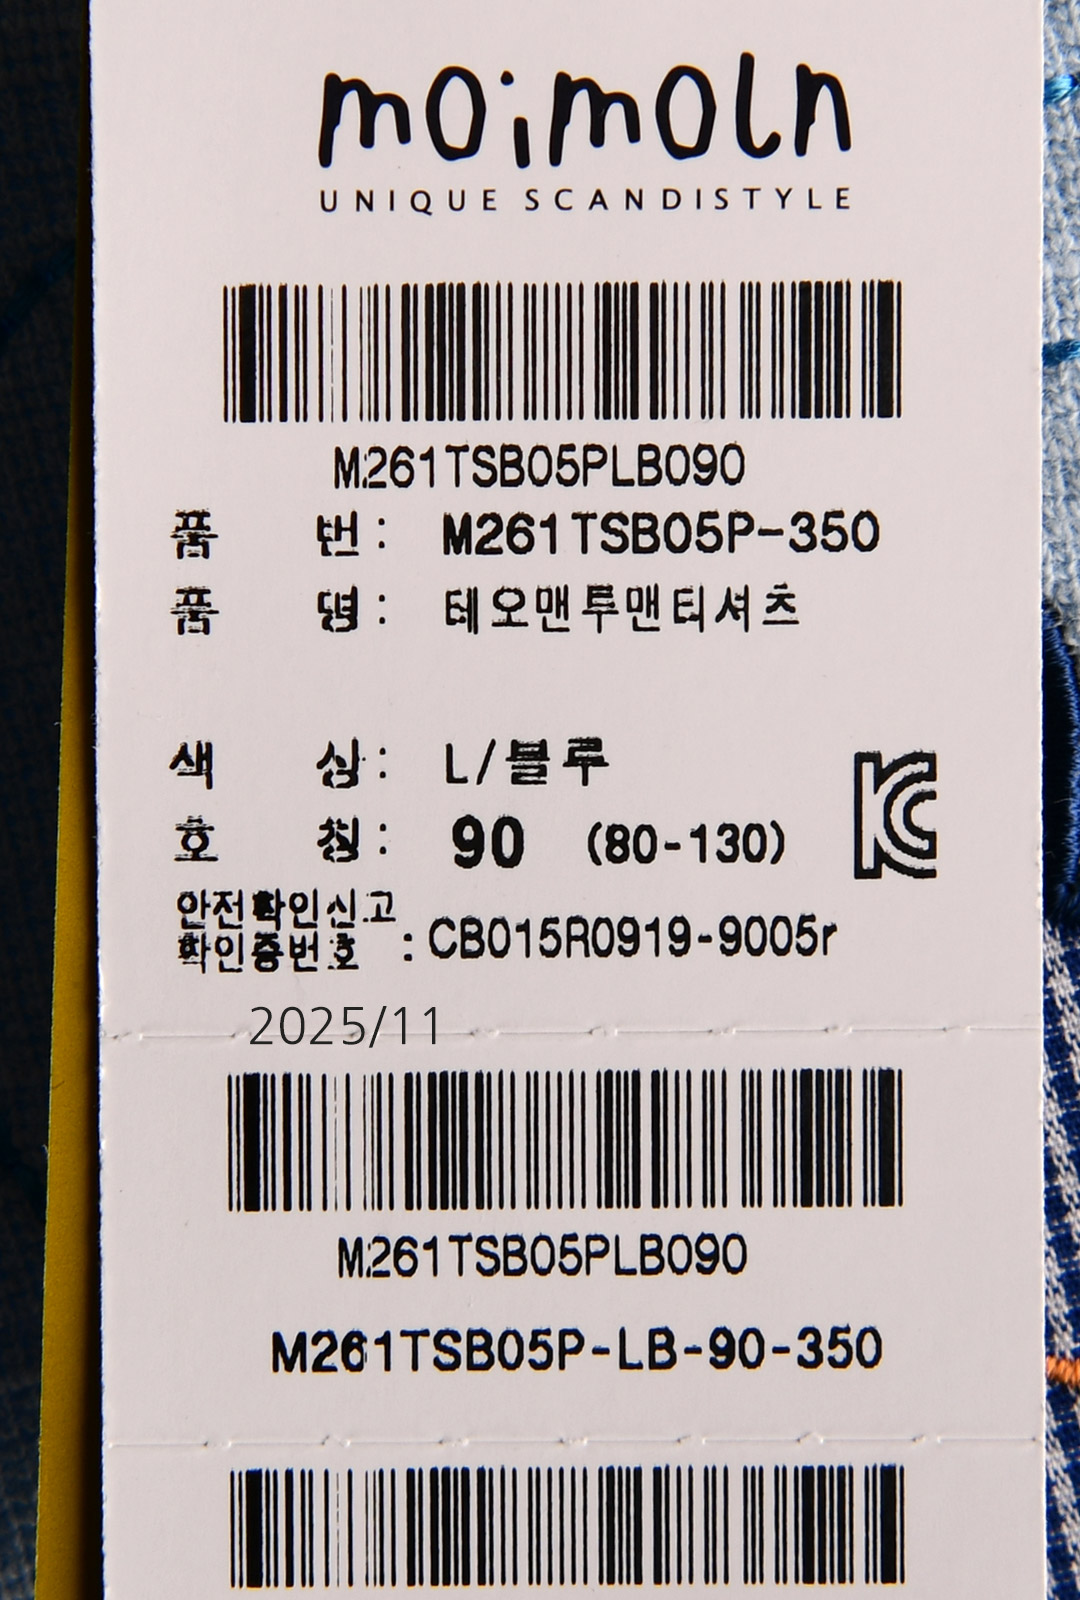 moimoln
UNIQUE SCANDISTYLE
M261TSB05PLB090
품 번 : M261TSB05P-350
품 명 : 테오맨투맨티셔츠
색 상 : L/블루
호 칭 : 90 (80-130)
안전확인신고
확인증번호 : CB015R0919-9005r
2025/11
M261TSB05PLB090
M261TSB05P-LB-90-350